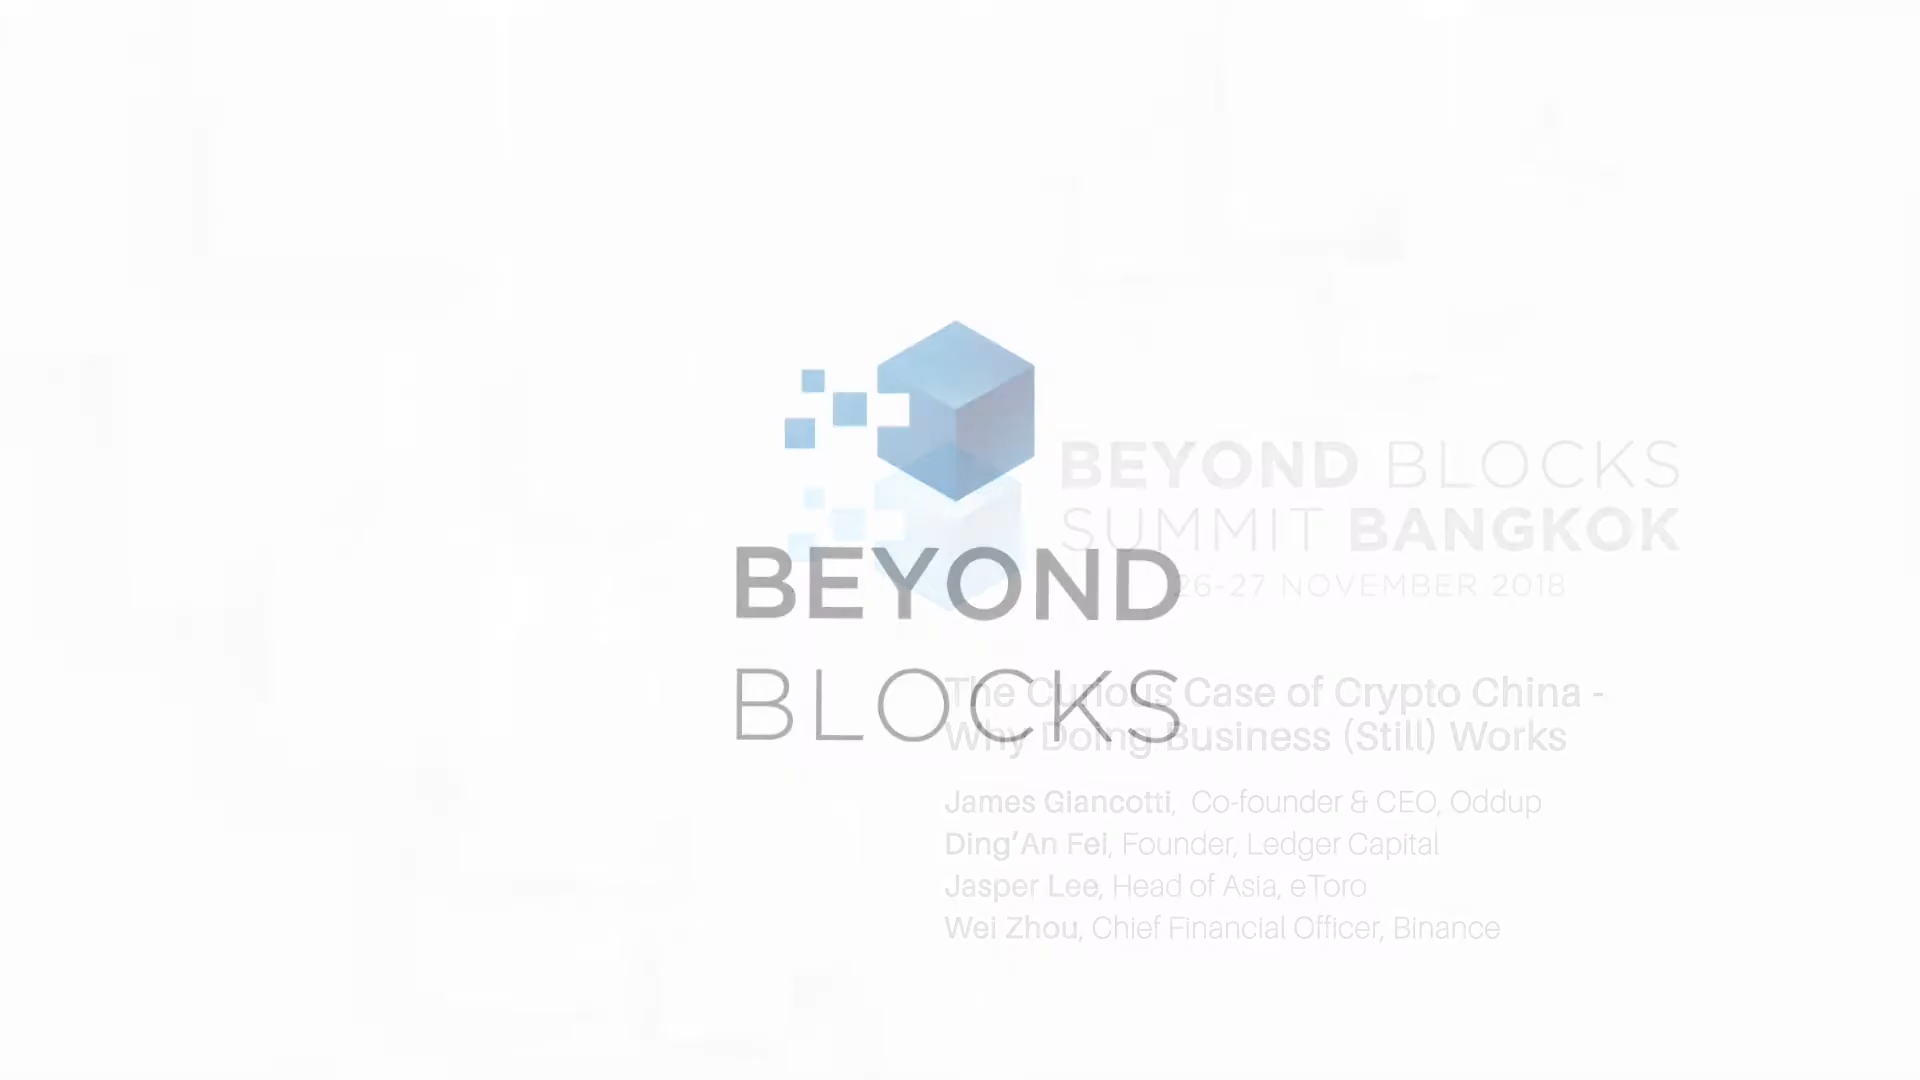 BEYOND
BLOCKS
BEYOND BLOCKS
SUMMIT BANGKOK
26-27 NOVEMBER 2018
The Curious Case of Crypto China -
Why Doing Business (Still) Works
James Giancotti, Co-founder & CEO, Oddup
Ding'An Fei, Founder, Ledger Capital
Jasper Lee, Head of Asia, eToro
Wei Zhou, Chief Financial Officer, Binance